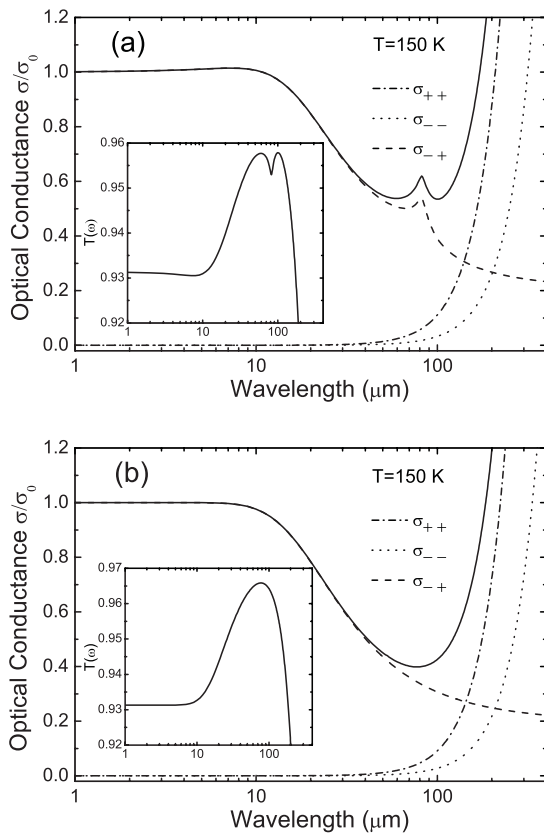 (a)
T=150 K
σ++
σ−−
σ−+
Optical Conductance σ/σ0
1.2
1.0
0.8
0.6
0.4
0.2
0.0
T(ω)
0.96
0.95
0.94
0.93
0.92
1 10 100
1 10 100
Wavelength (μm)
(b)
T=150 K
σ++
σ−−
σ−+
Optical Conductance σ/σ0
1.2
1.0
0.8
0.6
0.4
0.2
0.0
T(ω)
0.97
0.96
0.95
0.94
0.93
0.92
1 10 100
1 10 100
Wavelength (μm)